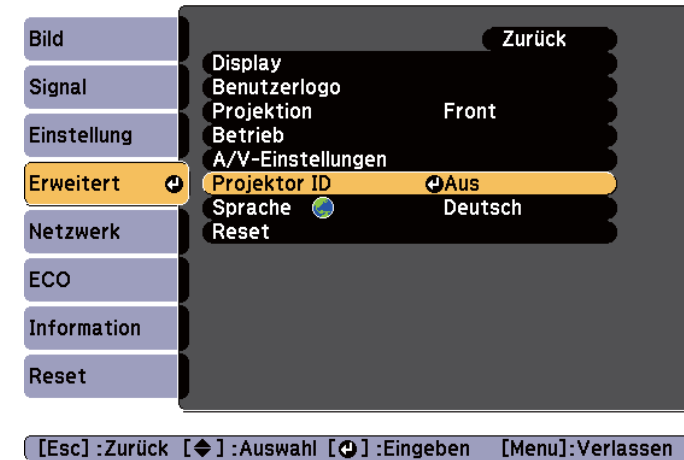 Bild
Signal
Einstellung
Erweitert
Netzwerk
ECO
Information
Reset
Zurück
Display
Benutzerlogo
Projektion Front
Betrieb
A/V-Einstellungen
Projektor ID Aus
Sprache Deutsch
Reset
[Esc] :Zurück [◆] :Auswahl [⏎] :Eingeben [Menu]:Verlassen